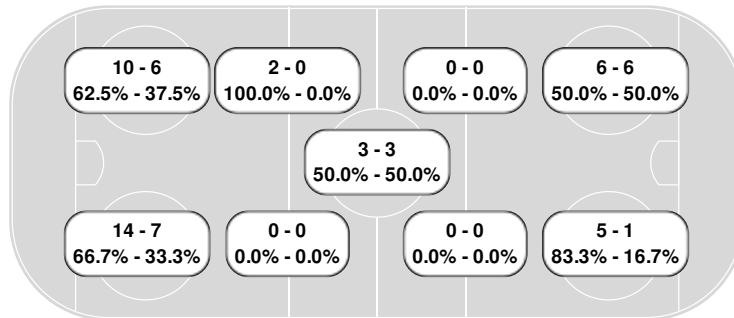 10 - 6
62.5% - 37.5%
2 - 0
100.0% - 0.0%
0 - 0
0.0% - 0.0%
6 - 6
50.0% - 50.0%
3 - 3
50.0% - 50.0%
14 - 7
66.7% - 33.3%
0 - 0
0.0% - 0.0%
0 - 0
0.0% - 0.0%
5 - 1
83.3% - 16.7%